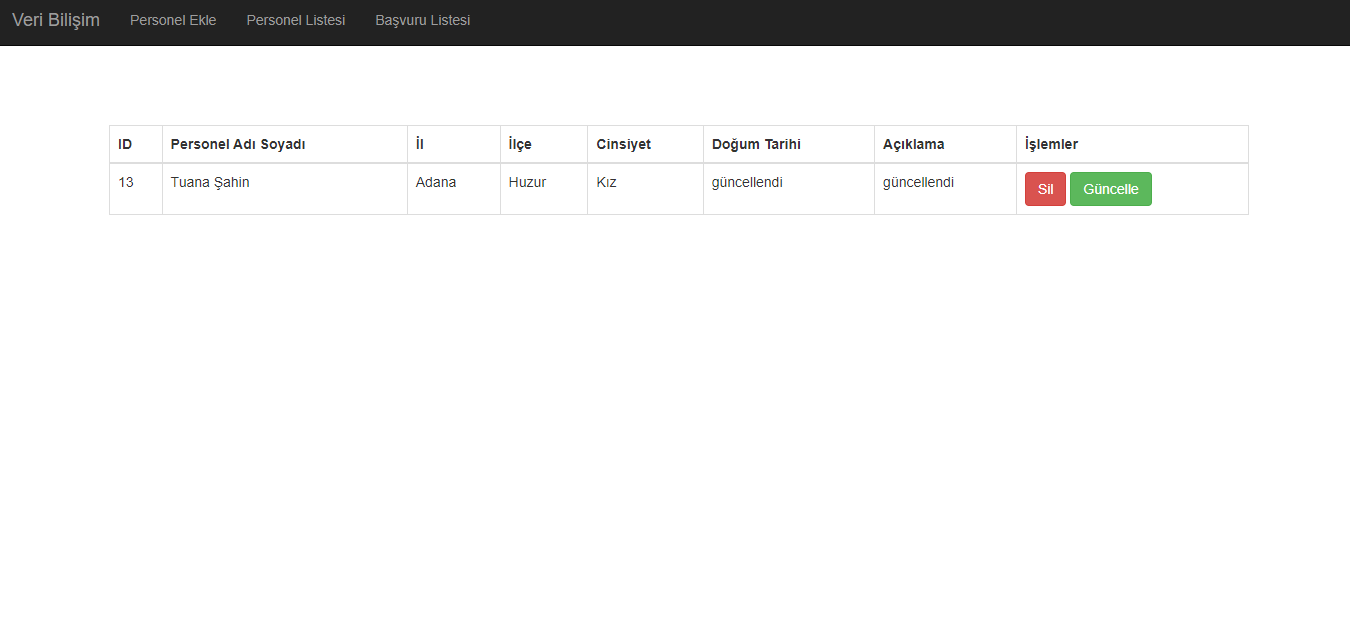 Veri Bilişim Personel Ekle Personel Listesi Başvuru Listesi
ID Personel Adı Soyadı İl İlçe Cinsiyet Doğum Tarihi Açıklama İşlemler
13 Tuana Şahin Adana Huzur Kız güncellendi güncellendi Sil Güncelle